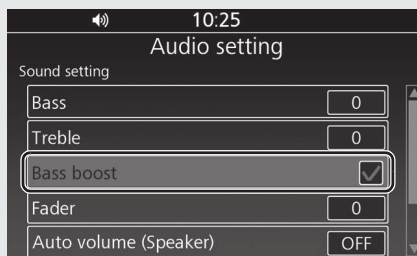 10:25
Audio setting
Sound setting
Bass 0
Treble 0
Bass boost
Fader 0
Auto volume (Speaker) OFF